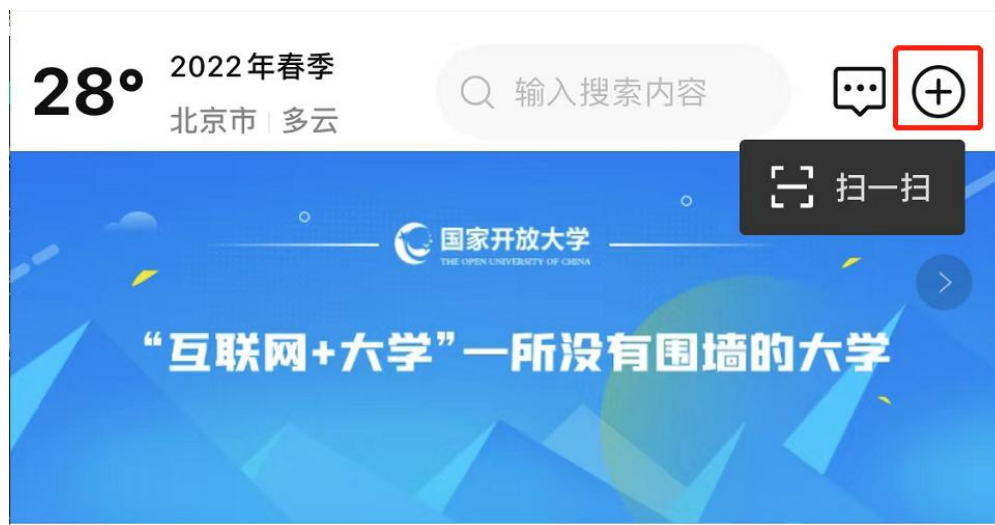 28°
2022年春季
北京市 多云
输入搜索内容
扫一扫
国家开放大学
THE OPEN UNIVERSITY OF CHINA
“互联网+大学”一所没有围墙的大学